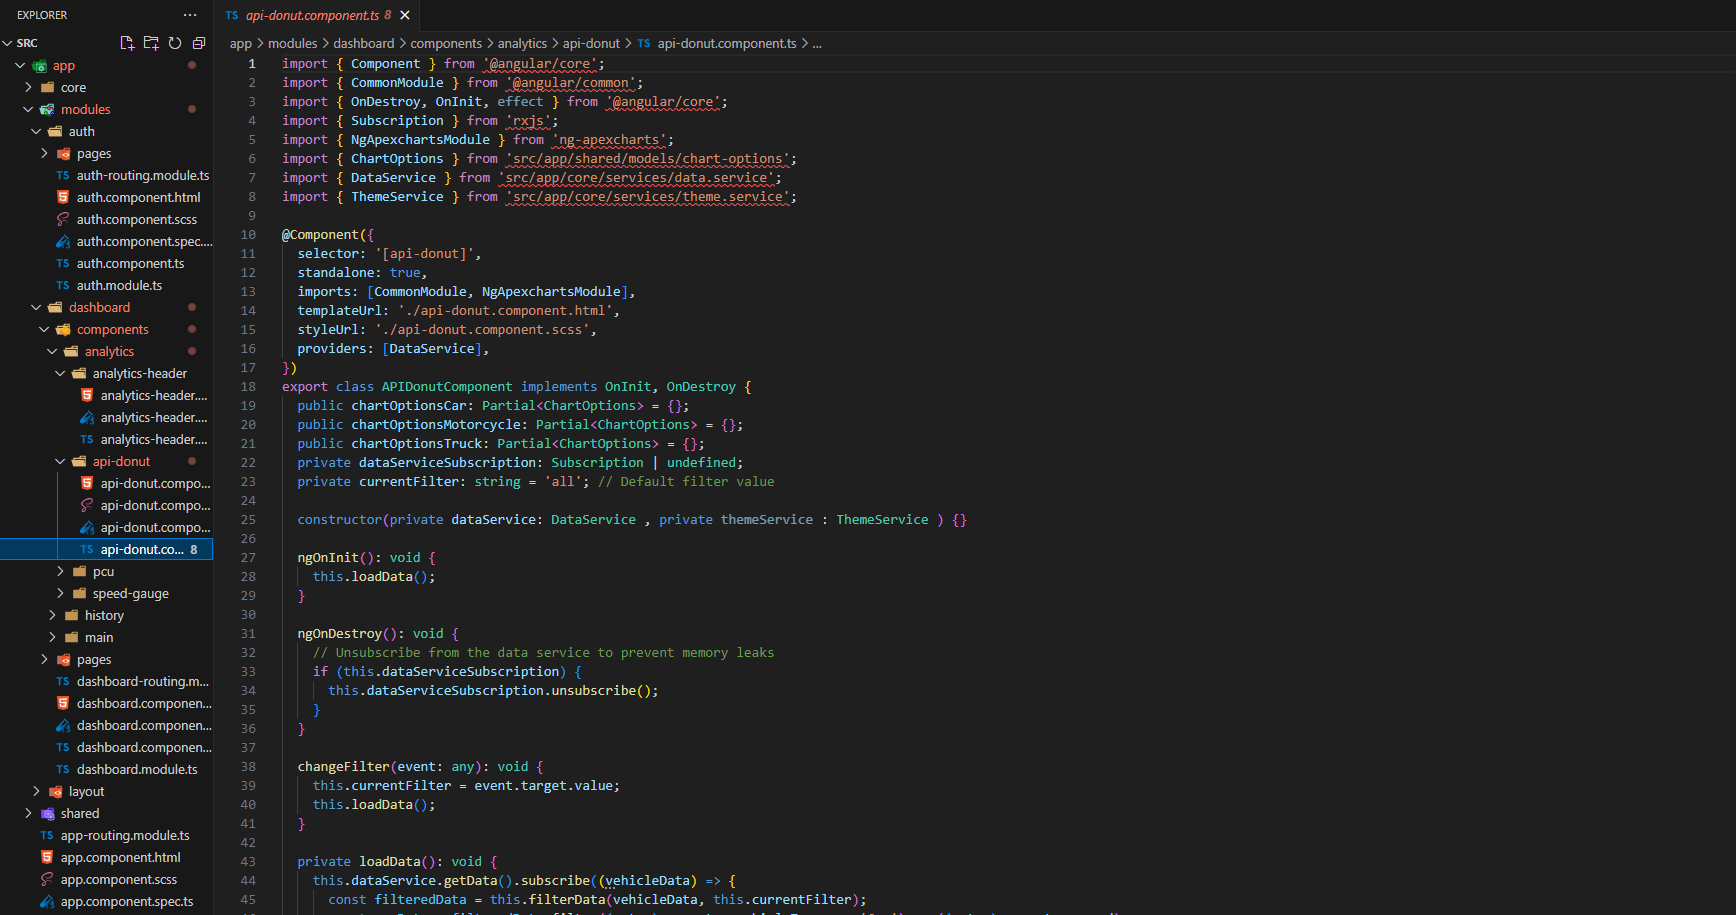 EXPLORER
SRC
app
core
modules
auth
pages
auth-routing.module.ts
auth.component.html
auth.component.scss
auth.component.spec....
auth.component.ts
auth.module.ts
dashboard
components
analytics
analytics-header
analytics-header....
analytics-header....
analytics-header....
api-donut
api-donut.compo...
api-donut.compo...
api-donut.compo...
api-donut.co... 8
pcu
speed-gauge
history
main
pages
dashboard-routing.m...
dashboard.componen...
dashboard.componen...
dashboard.componen...
dashboard.module.ts
layout
shared
app-routing.module.ts
app.component.html
app.component.scss
app.component.spec.ts
TS api-donut.component.ts 8
app > modules > dashboard > components > analytics > api-donut > TS api-donut.component.ts > ...
1 import { Component } from '@angular/core';
2 import { CommonModule } from '@angular/common';
3 import { OnDestroy, OnInit, effect } from '@angular/core';
4 import { Subscription } from 'rxjs';
5 import { NgApexchartsModule } from 'ng-apexcharts';
6 import { ChartOptions } from 'src/app/shared/models/chart-options';
7 import { DataService } from 'src/app/core/services/data.service';
8 import { ThemeService } from 'src/app/core/services/theme.service';
9
10 @Component({
11 selector: '[api-donut]',
12 standalone: true,
13 imports: [CommonModule, NgApexchartsModule],
14 templateUrl: './api-donut.component.html',
15 styleUrl: './api-donut.component.scss',
16 providers: [DataService],
17 })
18 export class APIDonutComponent implements OnInit, OnDestroy {
19 public chartOptionsCar: Partial<ChartOptions> = {};
20 public chartOptionsMotorcycle: Partial<ChartOptions> = {};
21 public chartOptionsTruck: Partial<ChartOptions> = {};
22 private dataServiceSubscription: Subscription | undefined;
23 private currentFilter: string = 'all'; // Default filter value
24
25 constructor(private dataService: DataService , private themeService : ThemeService ) {}
26
27 ngOnInit(): void {
28 this.loadData();
29 }
30
31 ngOnDestroy(): void {
32 // Unsubscribe from the data service to prevent memory leaks
33 if (this.dataServiceSubscription) {
34 this.dataServiceSubscription.unsubscribe();
35 }
36 }
37
38 changeFilter(event: any): void {
39 this.currentFilter = event.target.value;
40 this.loadData();
41 }
42
43 private loadData(): void {
44 this.dataService.getData().subscribe((vehicleData) => {
45 const filteredData = this.filterData(vehicleData, this.currentFilter);